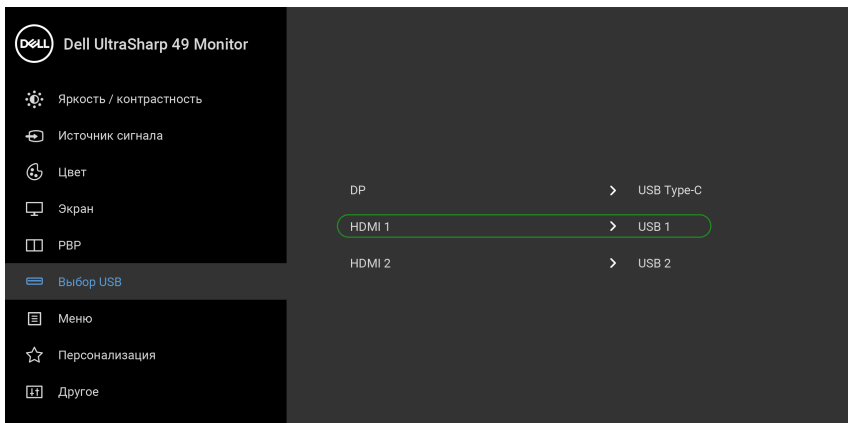 DELL Dell UltraSharp 49 Monitor
Яркость / контрастность
Источник сигнала
Цвет
Экран
PBP
Выбор USB
Меню
Персонализация
Другое
DP > USB Type-C
HDMI 1 > USB 1
HDMI 2 > USB 2